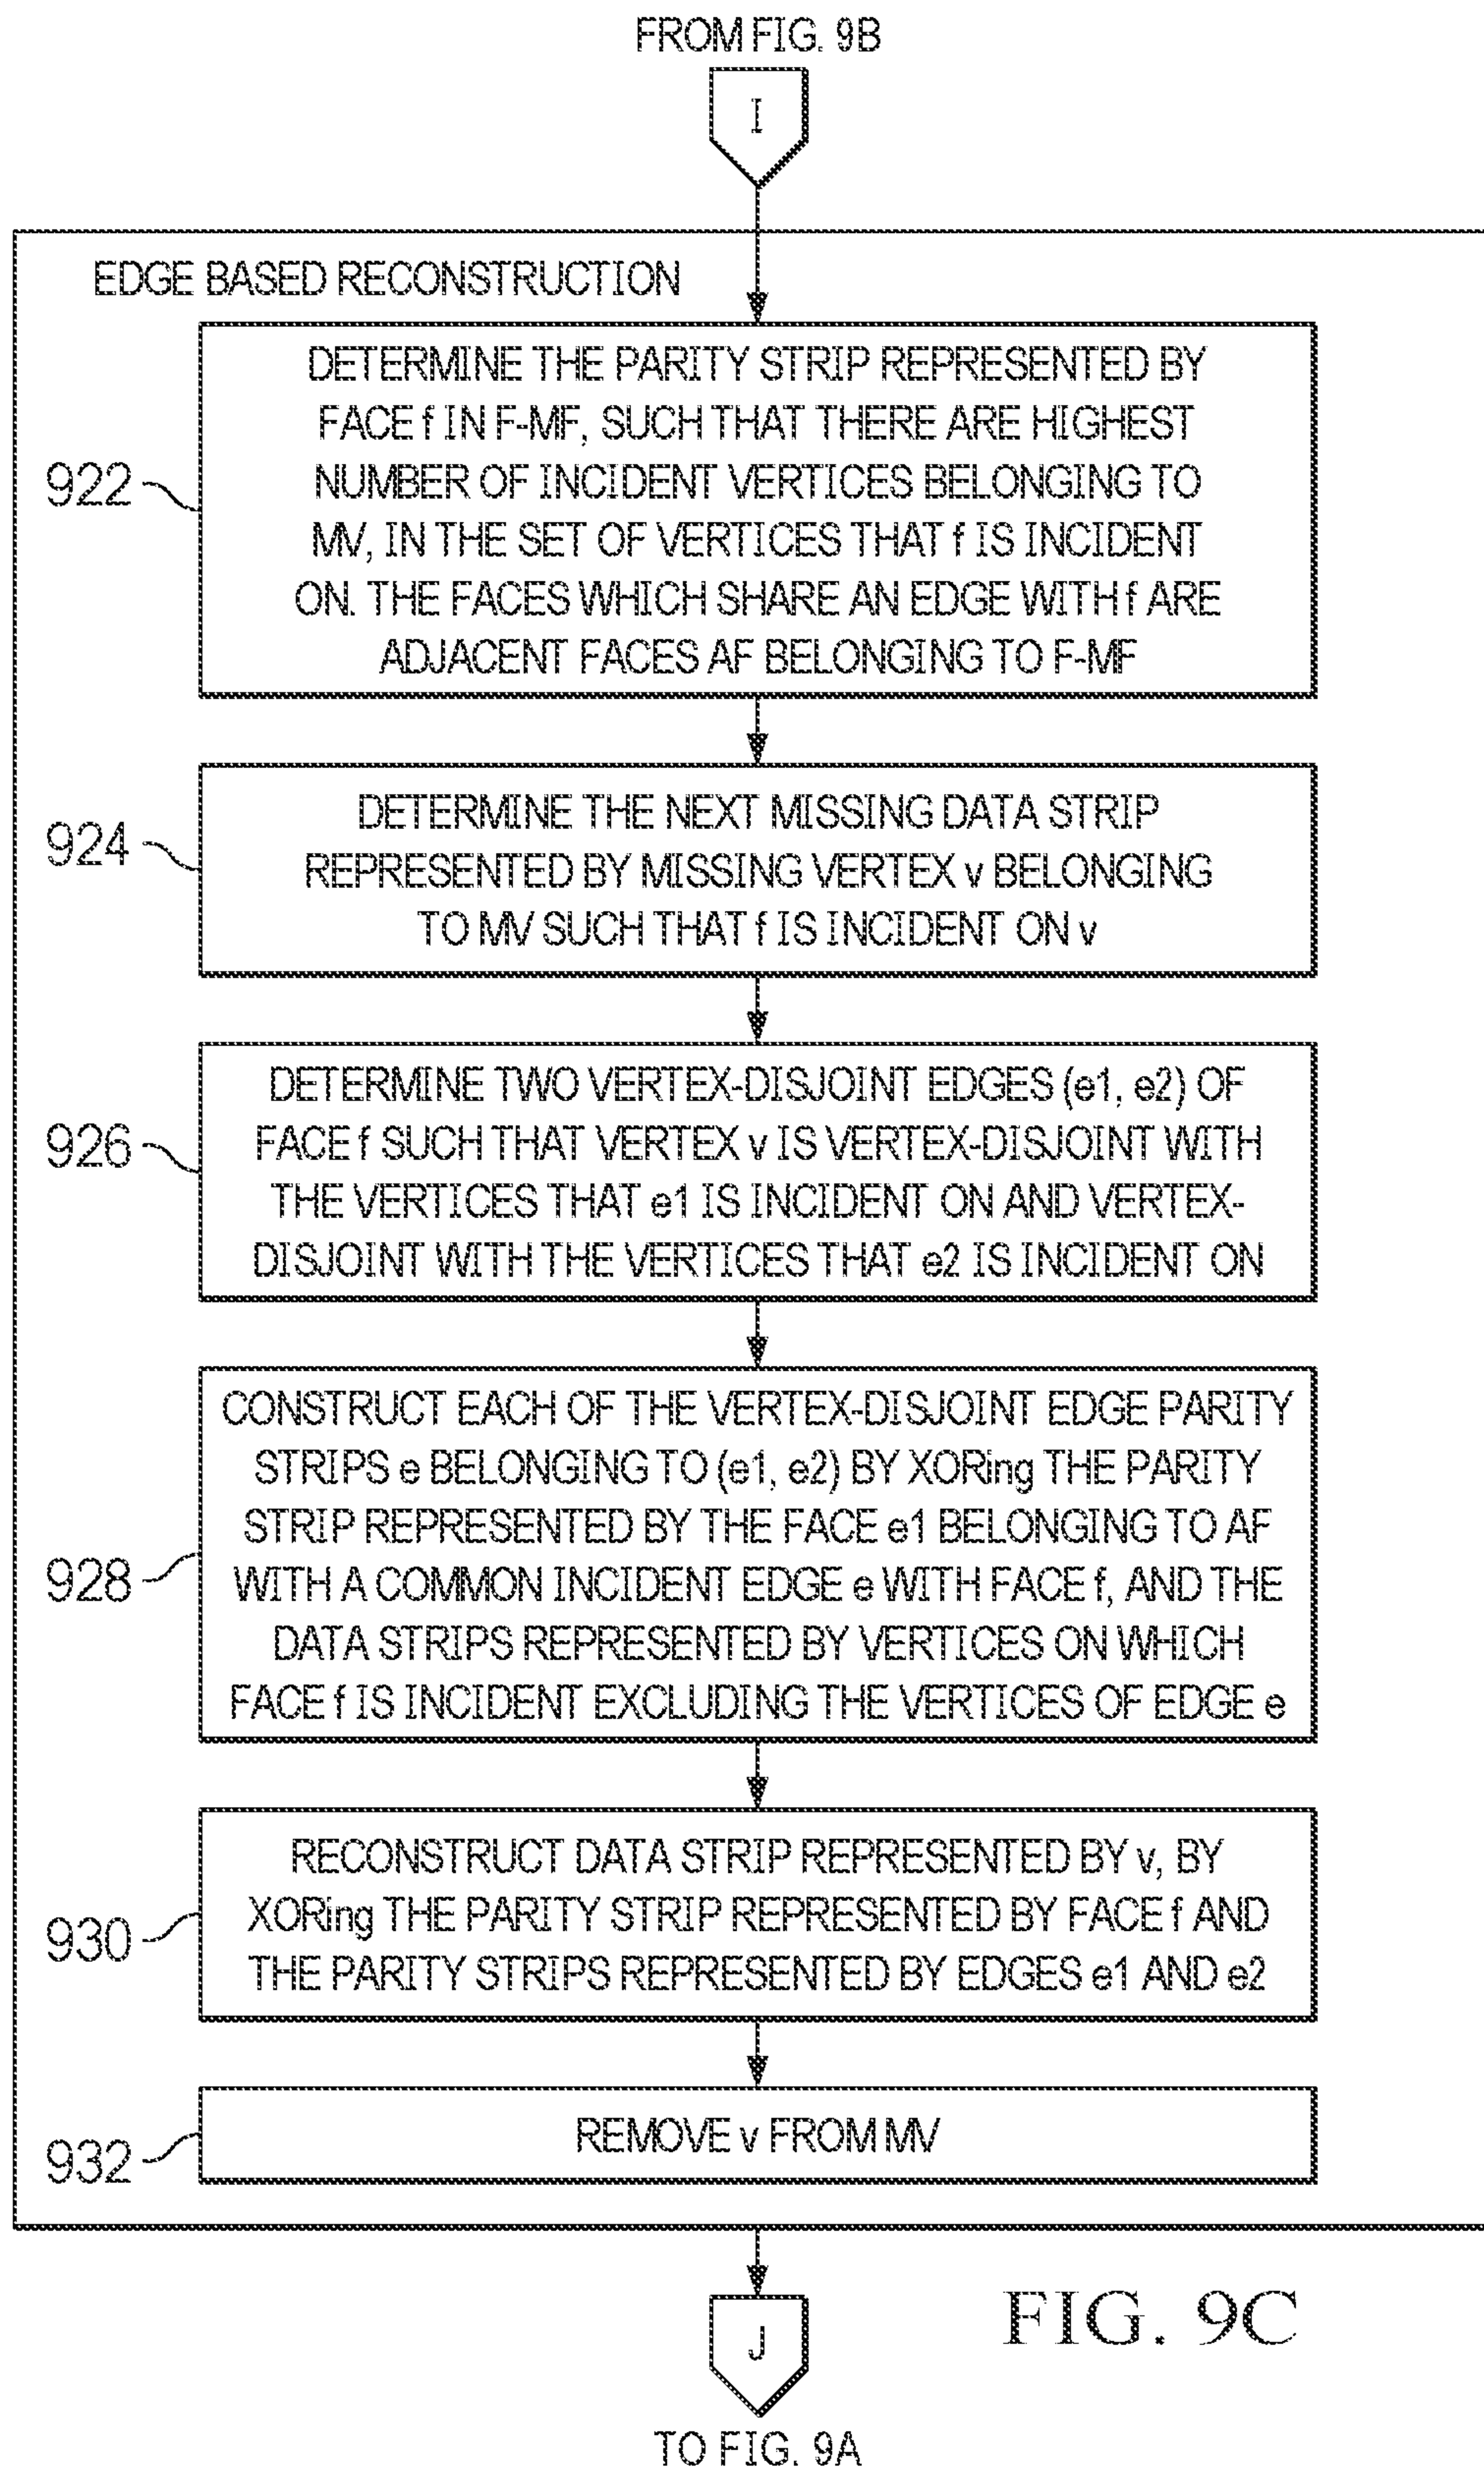 FROM FIG. 9B
I
EDGE BASED RECONSTRUCTION
922
DETERMINE THE PARITY STRIP REPRESENTED BY
FACE f IN F-MF, SUCH THAT THERE ARE HIGHEST
NUMBER OF INCIDENT VERTICES BELONGING TO
MV, IN THE SET OF VERTICES THAT f IS INCIDENT
ON. THE FACES WHICH SHARE AN EDGE WITH f ARE
ADJACENT FACES AF BELONGING TO F-MF
924
DETERMINE THE NEXT MISSING DATA STRIP
REPRESENTED BY MISSING VERTEX v BELONGING
TO MV SUCH THAT f IS INCIDENT ON v
926
DETERMINE TWO VERTEX-DISJOINT EDGES (e1, e2) OF
FACE f SUCH THAT VERTEX v IS VERTEX-DISJOINT WITH
THE VERTICES THAT e1 IS INCIDENT ON AND VERTEX-
DISJOINT WITH THE VERTICES THAT e2 IS INCIDENT ON
928
CONSTRUCT EACH OF THE VERTEX-DISJOINT EDGE PARITY
STRIPS e BELONGING TO (e1, e2) BY XORing THE PARITY
STRIP REPRESENTED BY THE FACE e1 BELONGING TO AF
WITH A COMMON INCIDENT EDGE e WITH FACE f, AND THE
DATA STRIPS REPRESENTED BY VERTICES ON WHICH
FACE f IS INCIDENT EXCLUDING THE VERTICES OF EDGE e
930
RECONSTRUCT DATA STRIP REPRESENTED BY v, BY
XORing THE PARITY STRIP REPRESENTED BY FACE f AND
THE PARITY STRIPS REPRESENTED BY EDGES e1 AND e2
932
REMOVE v FROM MV
J
FIG. 9C
TO FIG. 9A